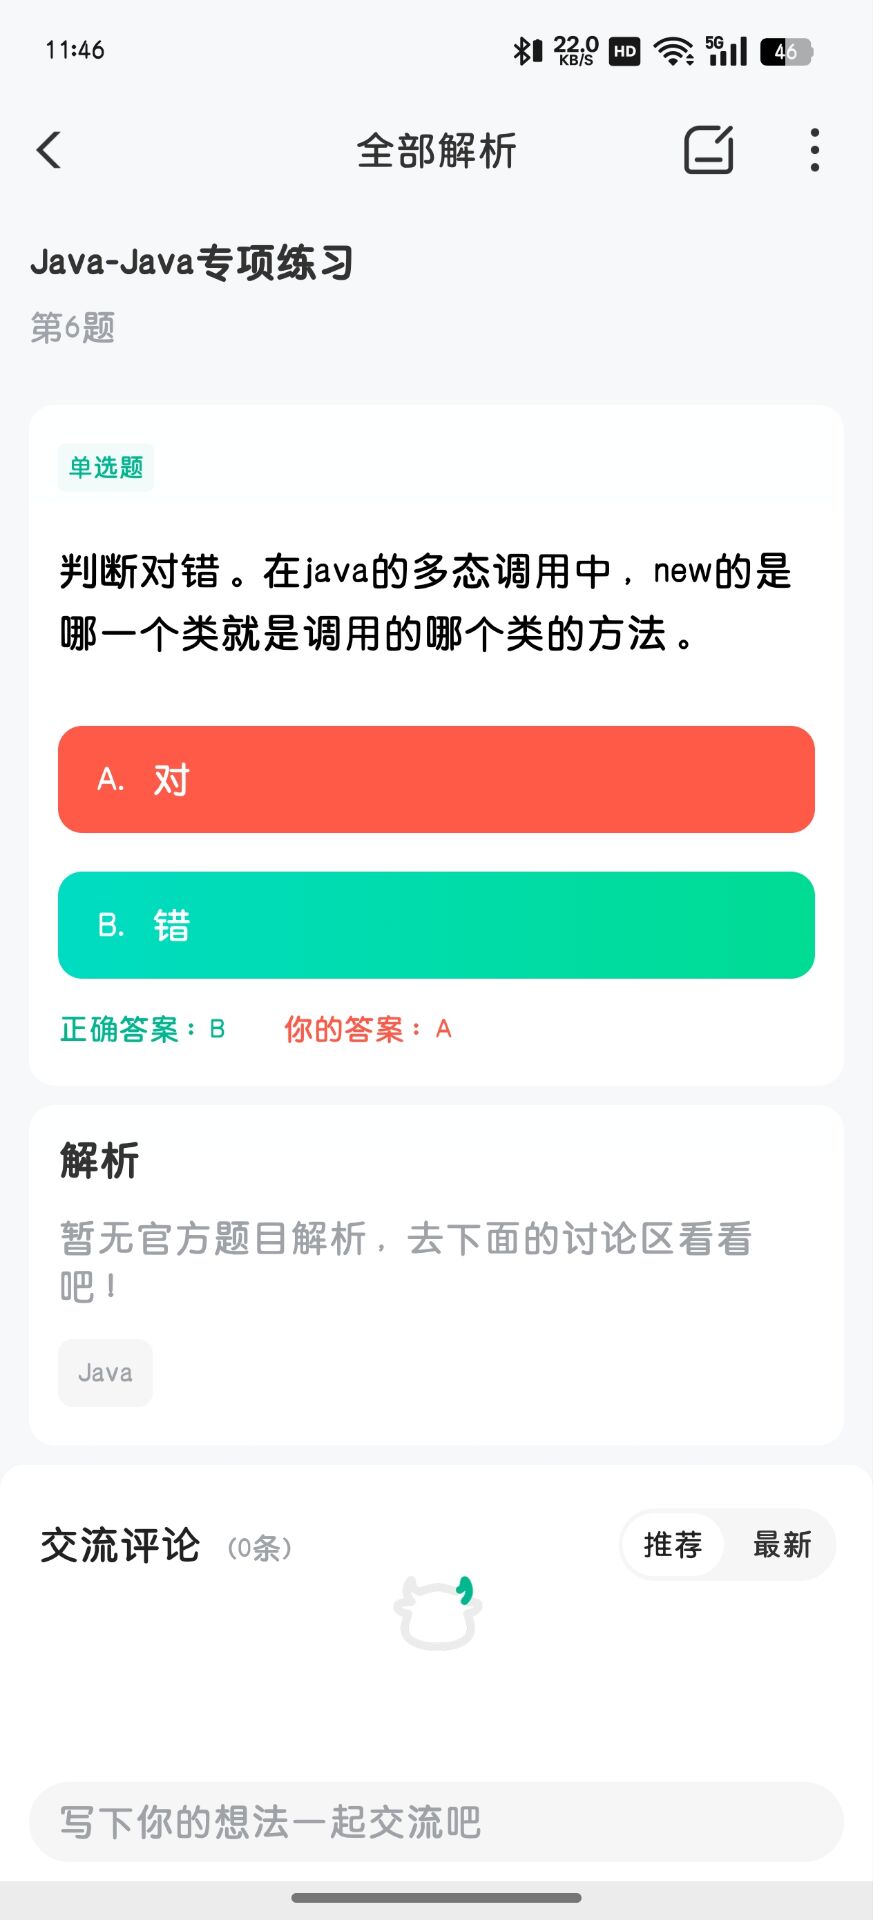 11:46
22.0 KB/S HD 5G 46
全部解析
Java-Java专项练习
第6题
单选题
判断对错。在java的多态调用中，new的是
哪一个类就是调用的哪个类的方法。
A. 对
B. 错
正确答案：B 你的答案：A
解析
暂无官方题目解析，去下面的讨论区看看
吧！
Java
交流评论 (0条)
推荐 最新
写下你的想法一起交流吧